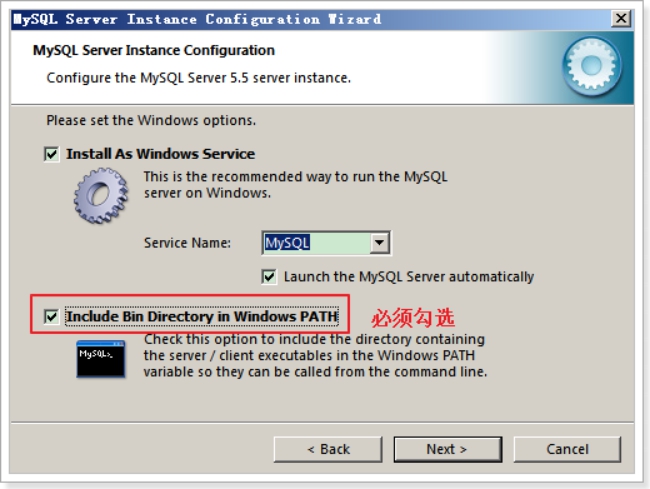 MySQL Server Instance Configuration Wizard
MySQL Server Instance Configuration
Configure the MySQL Server 5.5 server instance.
Please set the Windows options.
Install As Windows Service
This is the recommended way to run the MySQL
server on Windows.
Service Name: MySQL
Launch the MySQL Server automatically
Include Bin Directory in Windows PATH 必须勾选
Check this option to include the directory containing
the server / client executables in the Windows PATH
variable so they can be called from the command line.
MySQL>_
< Back Next > Cancel